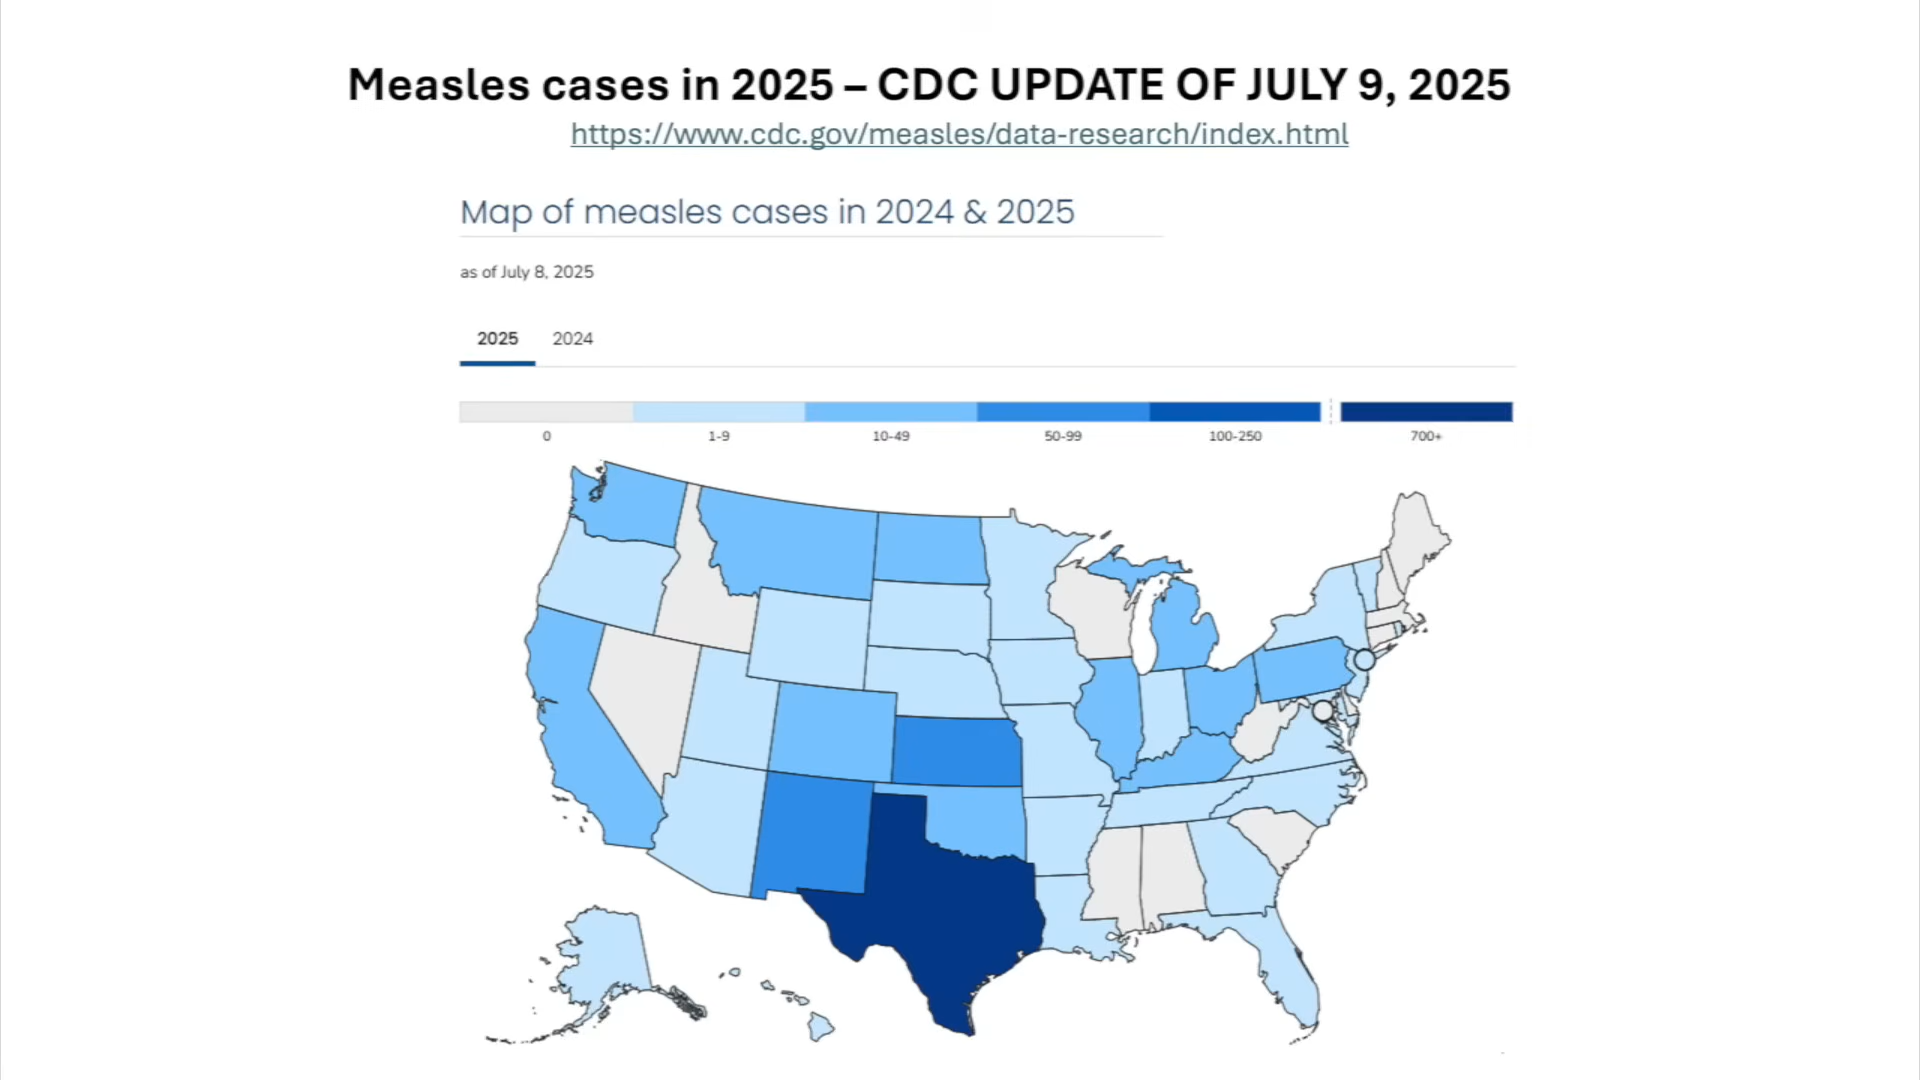 Measles cases in 2025 – CDC UPDATE OF JULY 9, 2025
https://www.cdc.gov/measles/data-research/index.html
Map of measles cases in 2024 & 2025
as of July 8, 2025
2025 2024
0 1-9 10-49 50-99 100-250 700+